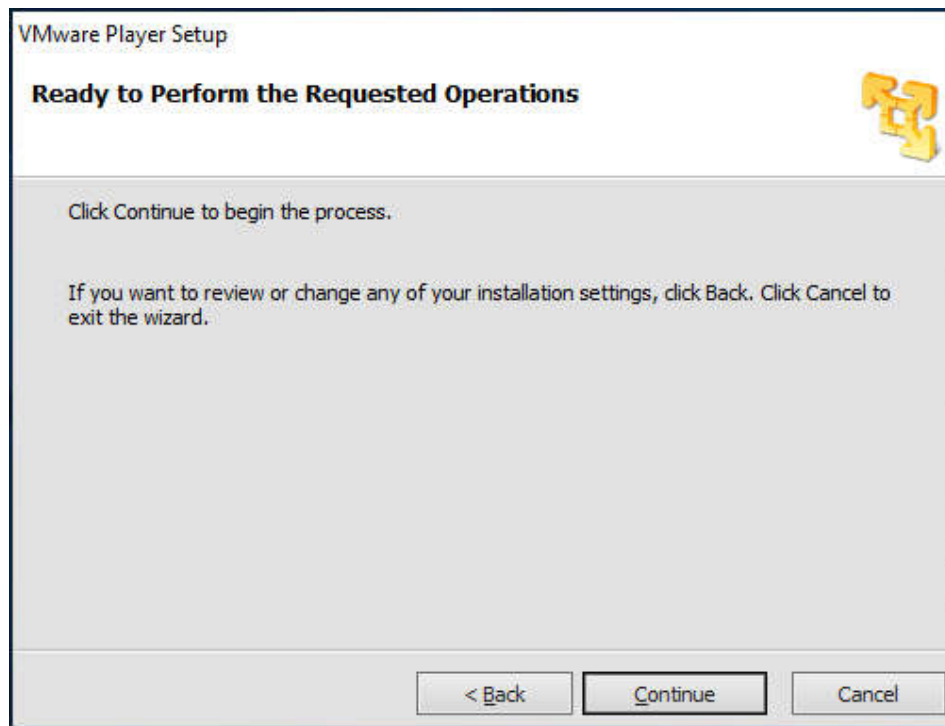 VMware Player Setup
Ready to Perform the Requested Operations
Click Continue to begin the process.
If you want to review or change any of your installation settings, click Back. Click Cancel to
exit the wizard.
< Back
Continue
Cancel